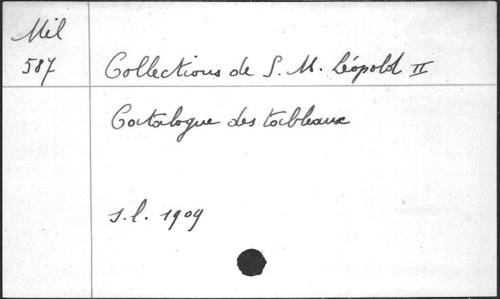 Mil
587
Collections de S. M. Léopold II
Catalogue des tableaux
s.l. 1909